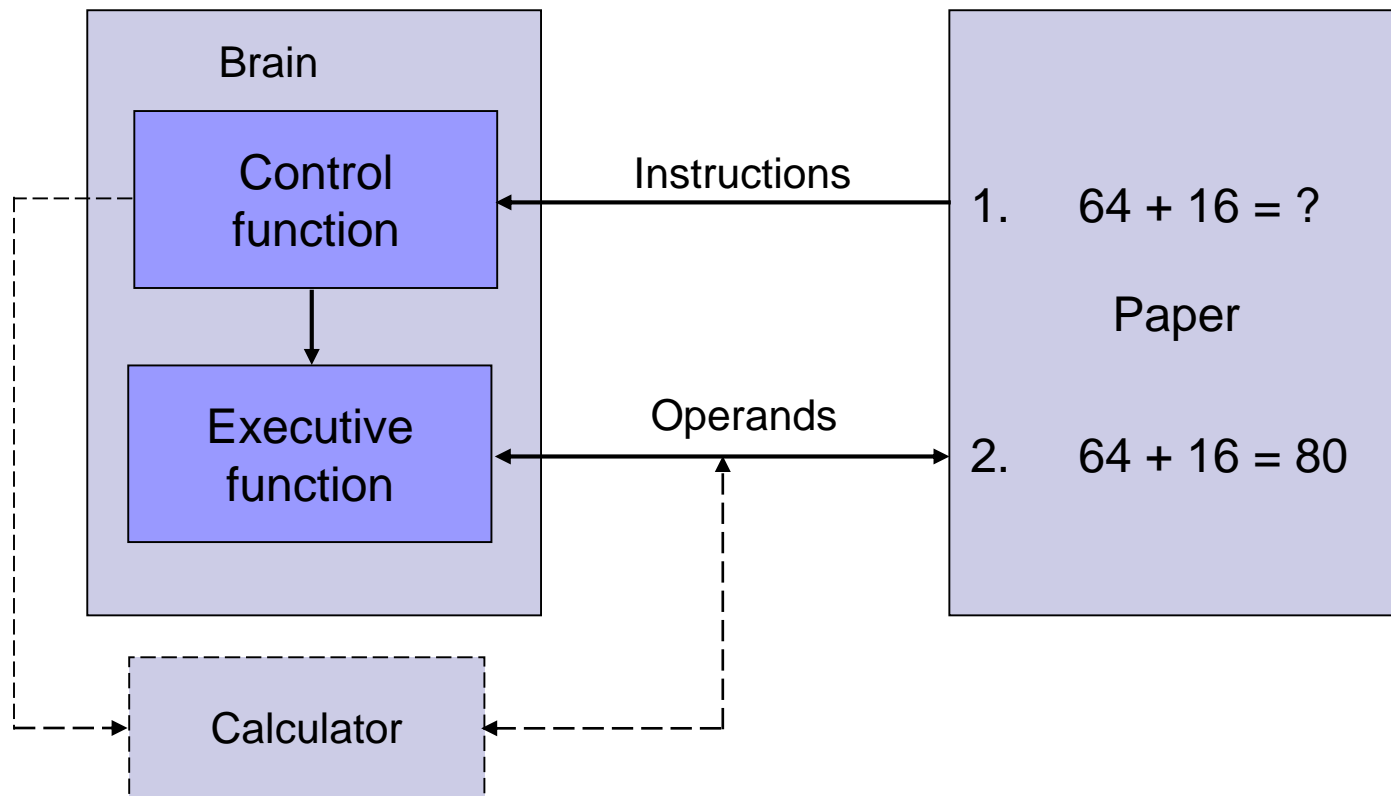 Brain
Control
function
Instructions
1. 64 + 16 = ?
Paper
Executive
function
Operands
2. 64 + 16 = 80
Calculator